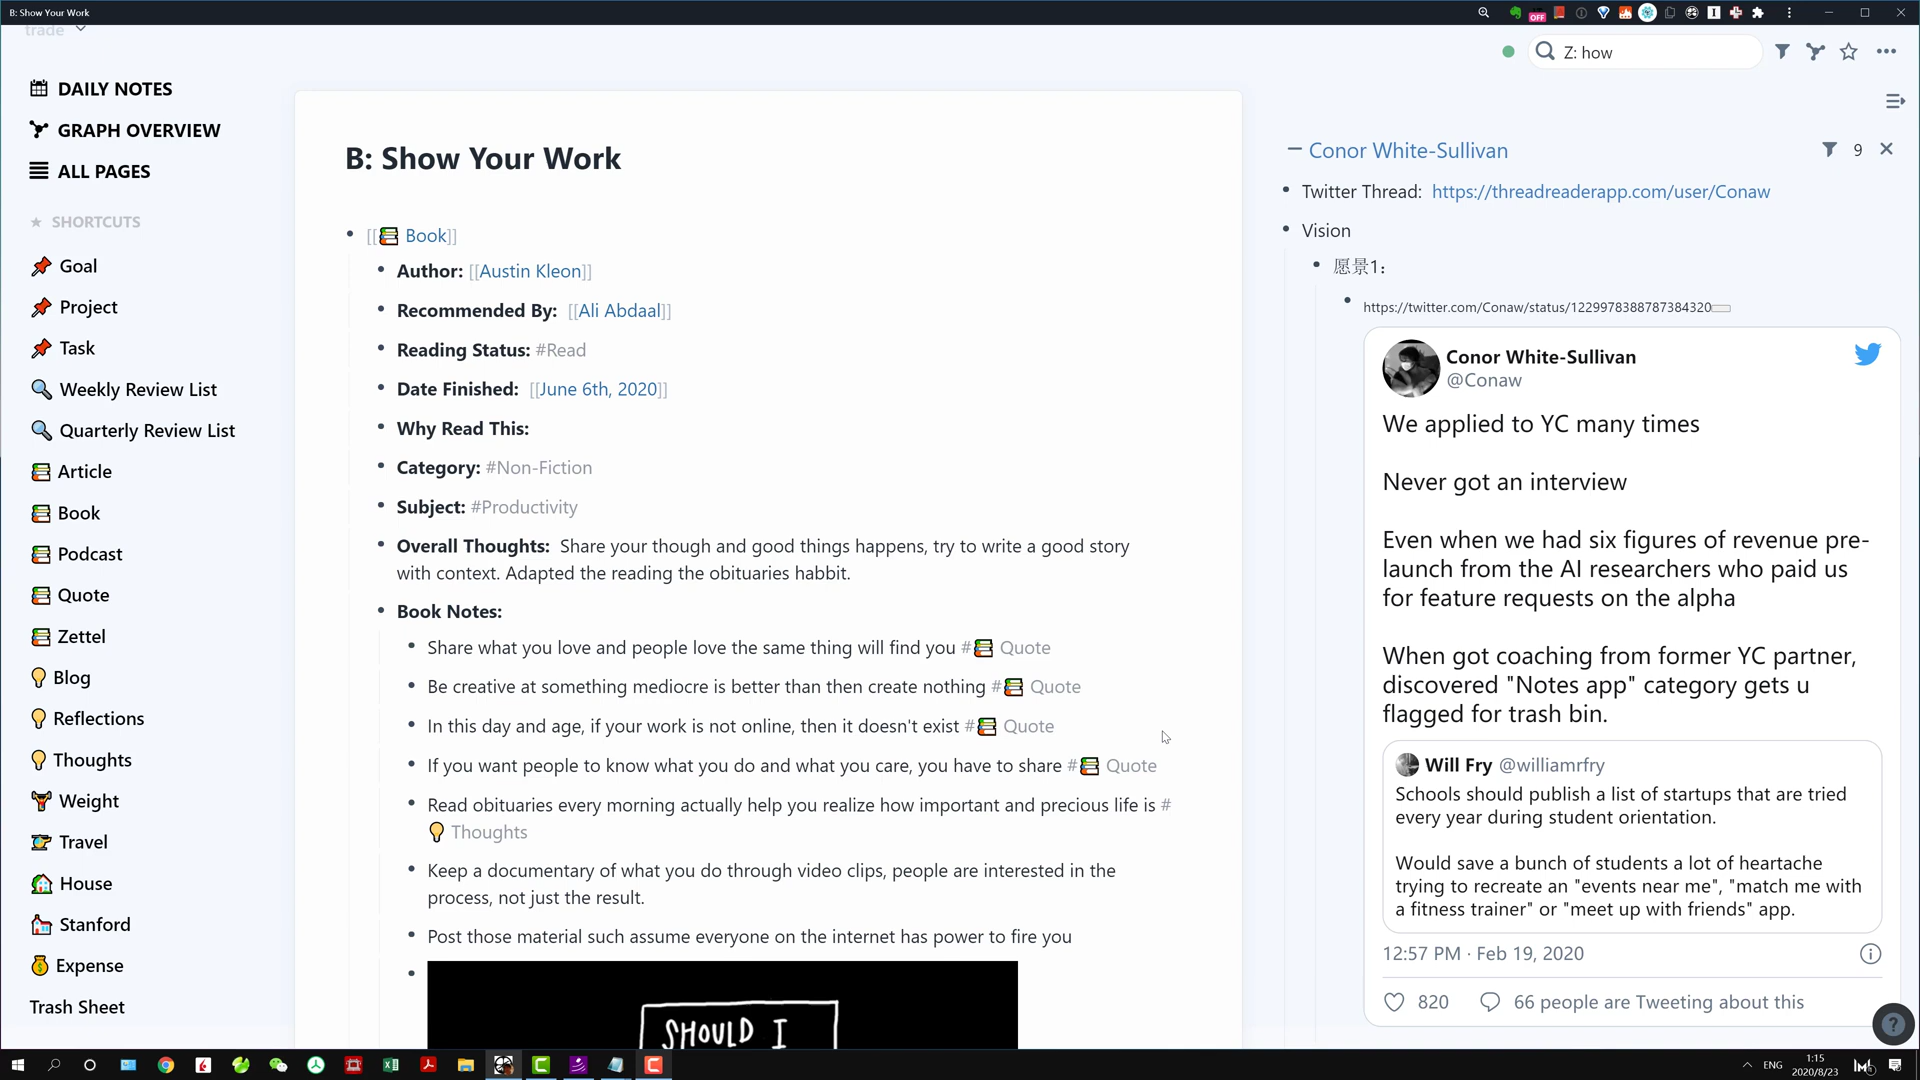 B: Show Your Work
trade
Z: how
DAILY NOTES
GRAPH OVERVIEW
ALL PAGES
SHORTCUTS
Goal
Project
Task
Weekly Review List
Quarterly Review List
Article
Book
Podcast
Quote
Zettel
Blog
Reflections
Thoughts
Weight
Travel
House
Stanford
Expense
Trash Sheet
B: Show Your Work
[[📚 Book]]
Author: [[Austin Kleon]]
Recommended By: [[Ali Abdaal]]
Reading Status: #Read
Date Finished: [[June 6th, 2020]]
Why Read This:
Category: #Non-Fiction
Subject: #Productivity
Overall Thoughts: Share your though and good things happens, try to write a good story
with context. Adapted the reading the obituaries habbit.
Book Notes:
Share what you love and people love the same thing will find you #📚 Quote
Be creative at something mediocre is better than then create nothing #📚 Quote
In this day and age, if your work is not online, then it doesn't exist #📚 Quote
If you want people to know what you do and what you care, you have to share #📚 Quote
Read obituaries every morning actually help you realize how important and precious life is #
💡 Thoughts
Keep a documentary of what you do through video clips, people are interested in the
process, not just the result.
Post those material such assume everyone on the internet has power to fire you
SHOULD I
Conor White-Sullivan
9
Twitter Thread: https://threadreaderapp.com/user/Conaw
Vision
愿景1：
https://twitter.com/Conaw/status/1229978388787384320
Conor White-Sullivan
@Conaw
We applied to YC many times
Never got an interview
Even when we had six figures of revenue pre-
launch from the AI researchers who paid us
for feature requests on the alpha
When got coaching from former YC partner,
discovered "Notes app" category gets u
flagged for trash bin.
Will Fry @williamrfry
Schools should publish a list of startups that are tried
every year during student orientation.
Would save a bunch of students a lot of heartache
trying to recreate an "events near me", "match me with
a fitness trainer" or "meet up with friends" app.
12:57 PM · Feb 19, 2020
820
66 people are Tweeting about this
OFF
ENG
1:15
2020/8/23